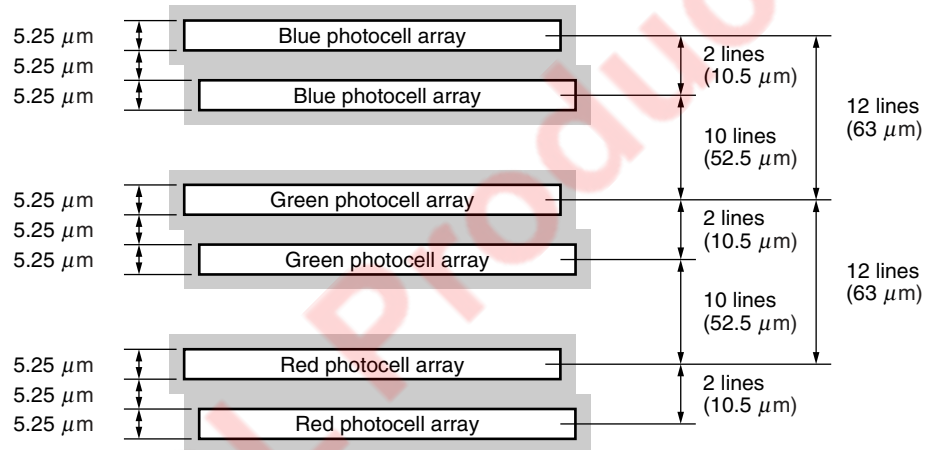 5.25 μm
5.25 μm
5.25 μm
Blue photocell array
Blue photocell array
2 lines
(10.5 μm)
10 lines
(52.5 μm)
12 lines
(63 μm)
5.25 μm
5.25 μm
5.25 μm
Green photocell array
Green photocell array
2 lines
(10.5 μm)
10 lines
(52.5 μm)
12 lines
(63 μm)
5.25 μm
5.25 μm
5.25 μm
Red photocell array
Red photocell array
2 lines
(10.5 μm)
L Produc